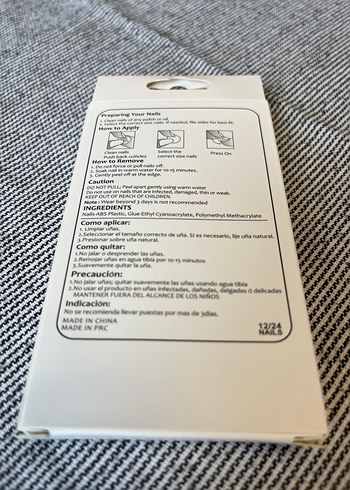 Preparing Your Nails
1. Clean nails of any polish or oil
2. Select the correct size nails. If needed, file sides for best fit.
How to Apply
Clean nails
Push back cuticles
Select the
correct size nails
Press On
How to Remove
1. Do not force or pull nails off.
2. Soak nail in warm water for 10-15 minutes.
3. Gently peel off at the edge.
Caution
DO NOT PULL; Peel apart gently using warm water
Do not use on nails that are infected, damaged, thin or weak.
KEEP OUT OF REACH OF CHILDREN.
Note : Wear beyond 3 days is not recommended
INGREDIENTS
Nails-ABS Plastic, Glue-Ethyl Cyanoacrylate, Polymethyl Methacrylate
Como aplicar:
1. Limpiar uñas.
2.Seleccionar el tamaño correcto de uña. Si es necesario, lije uña natural.
3.Presionar sobre uña natural.
Como quitar:
1.No jalar o desprender las uñas.
2.Remojar uñas en agua tibia por 10-15 minutos
3.Suavemente quitar la uña.
Precaución:
1.No jalar uñas; quitar suavemente las uñas usando agua tibia
2.No usar el producto en uñas infectadas, dañadas, delgadas ó delicadas
MANTENER FUERA DEL ALCANCE DE LOS NIÑOS
Indicación:
No se recomienda llevar puestas por mas de 3dias.
MADE IN CHINA
MADE IN PRC
12/24
NAILS